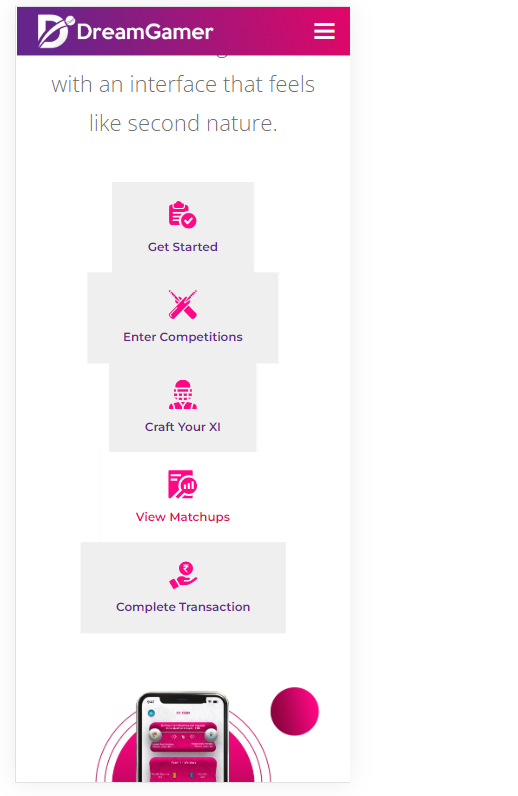 DreamGamer
with an interface that feels
like second nature.
Get Started
Enter Competitions
Craft Your XI
View Matchups
Complete Transaction